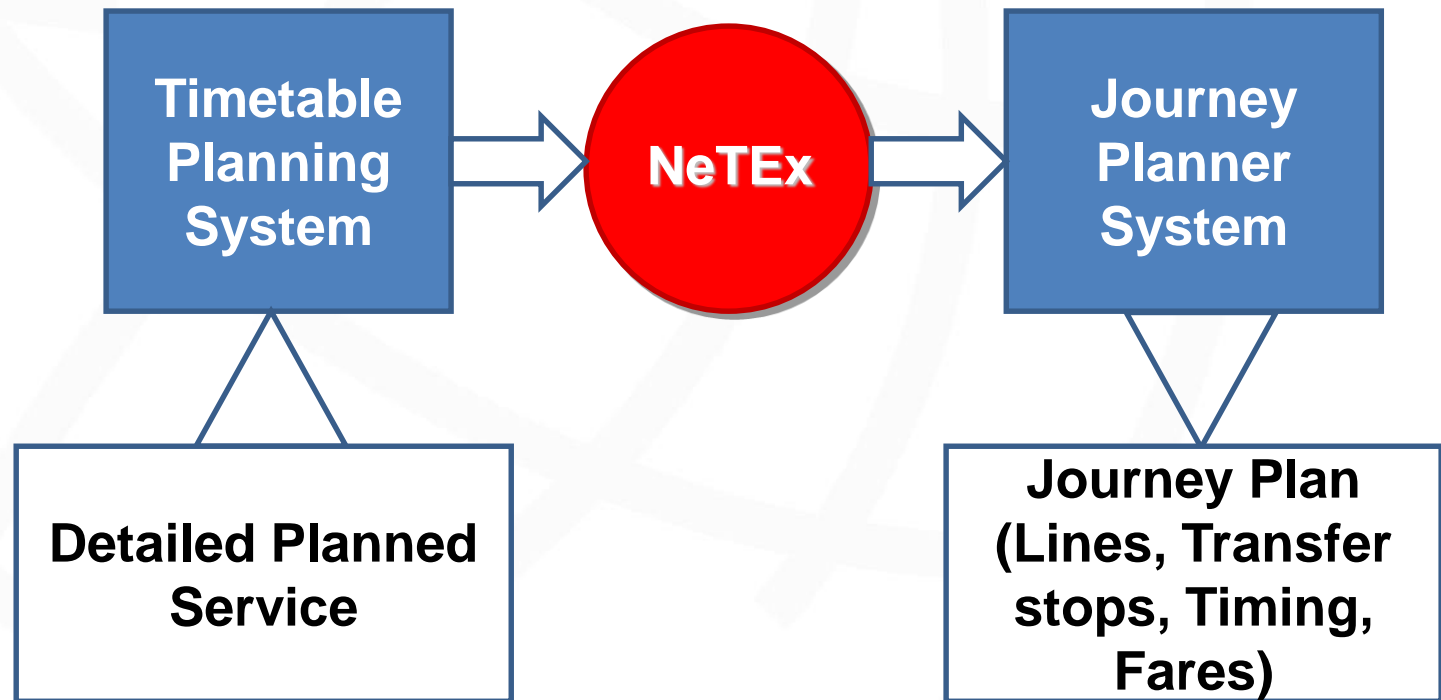 Timetable
Planning
System
NeTEx
Journey
Planner
System
Detailed Planned
Service
Journey Plan
(Lines, Transfer
stops, Timing,
Fares)